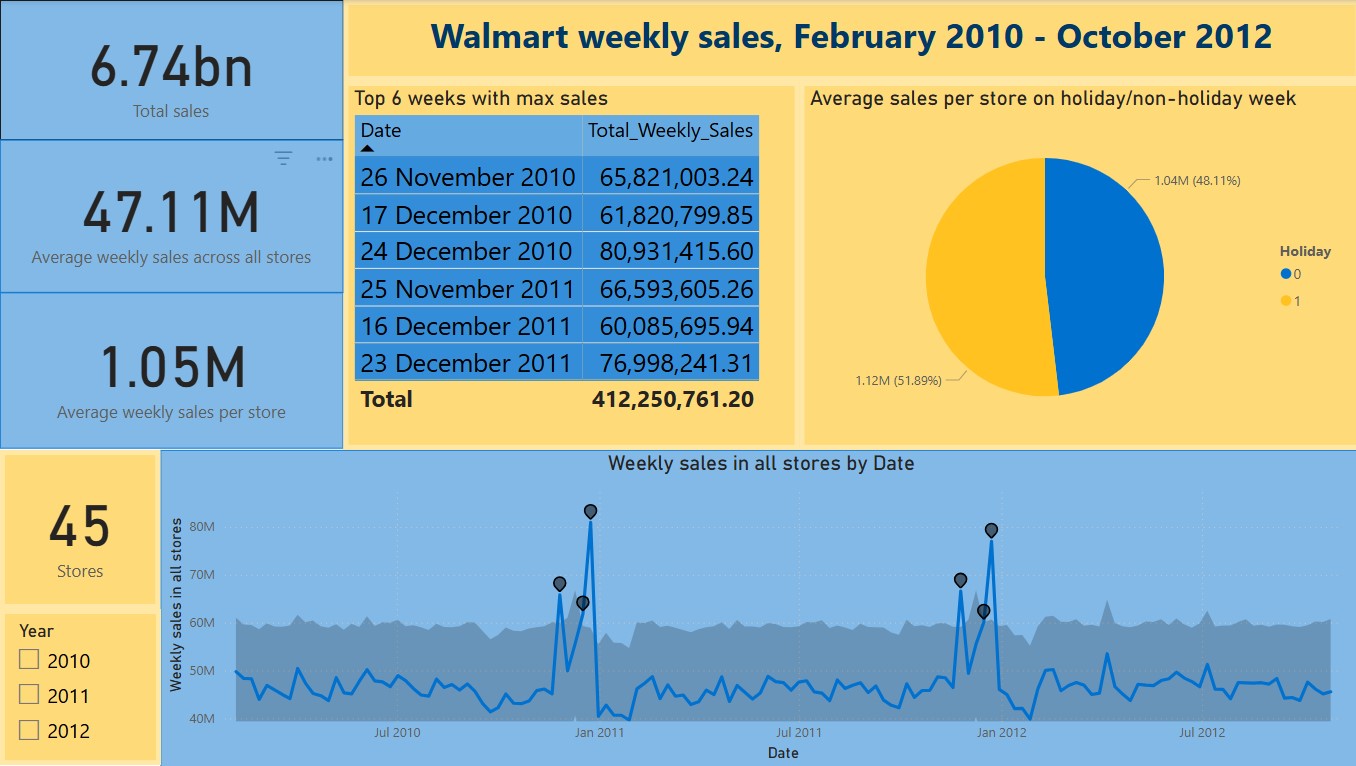 6.74bn
Total sales
47.11M
Average weekly sales across all stores
1.05M
Average weekly sales per store
Walmart weekly sales, February 2010 - October 2012
Top 6 weeks with max sales
Date Total_Weekly_Sales
26 November 2010 65,821,003.24
17 December 2010 61,820,799.85
24 December 2010 80,931,415.60
25 November 2011 66,593,605.26
16 December 2011 60,085,695.94
23 December 2011 76,998,241.31
Total 412,250,761.20
Average sales per store on holiday/non-holiday week
1.04M (48.11%)
1.12M (51.89%)
Holiday
0
1
45
Stores
Year
2010
2011
2012
Weekly sales in all stores by Date
Weekly sales in all stores
80M
70M
60M
50M
40M
Jul 2010 Jan 2011 Jul 2011 Jan 2012 Jul 2012
Date